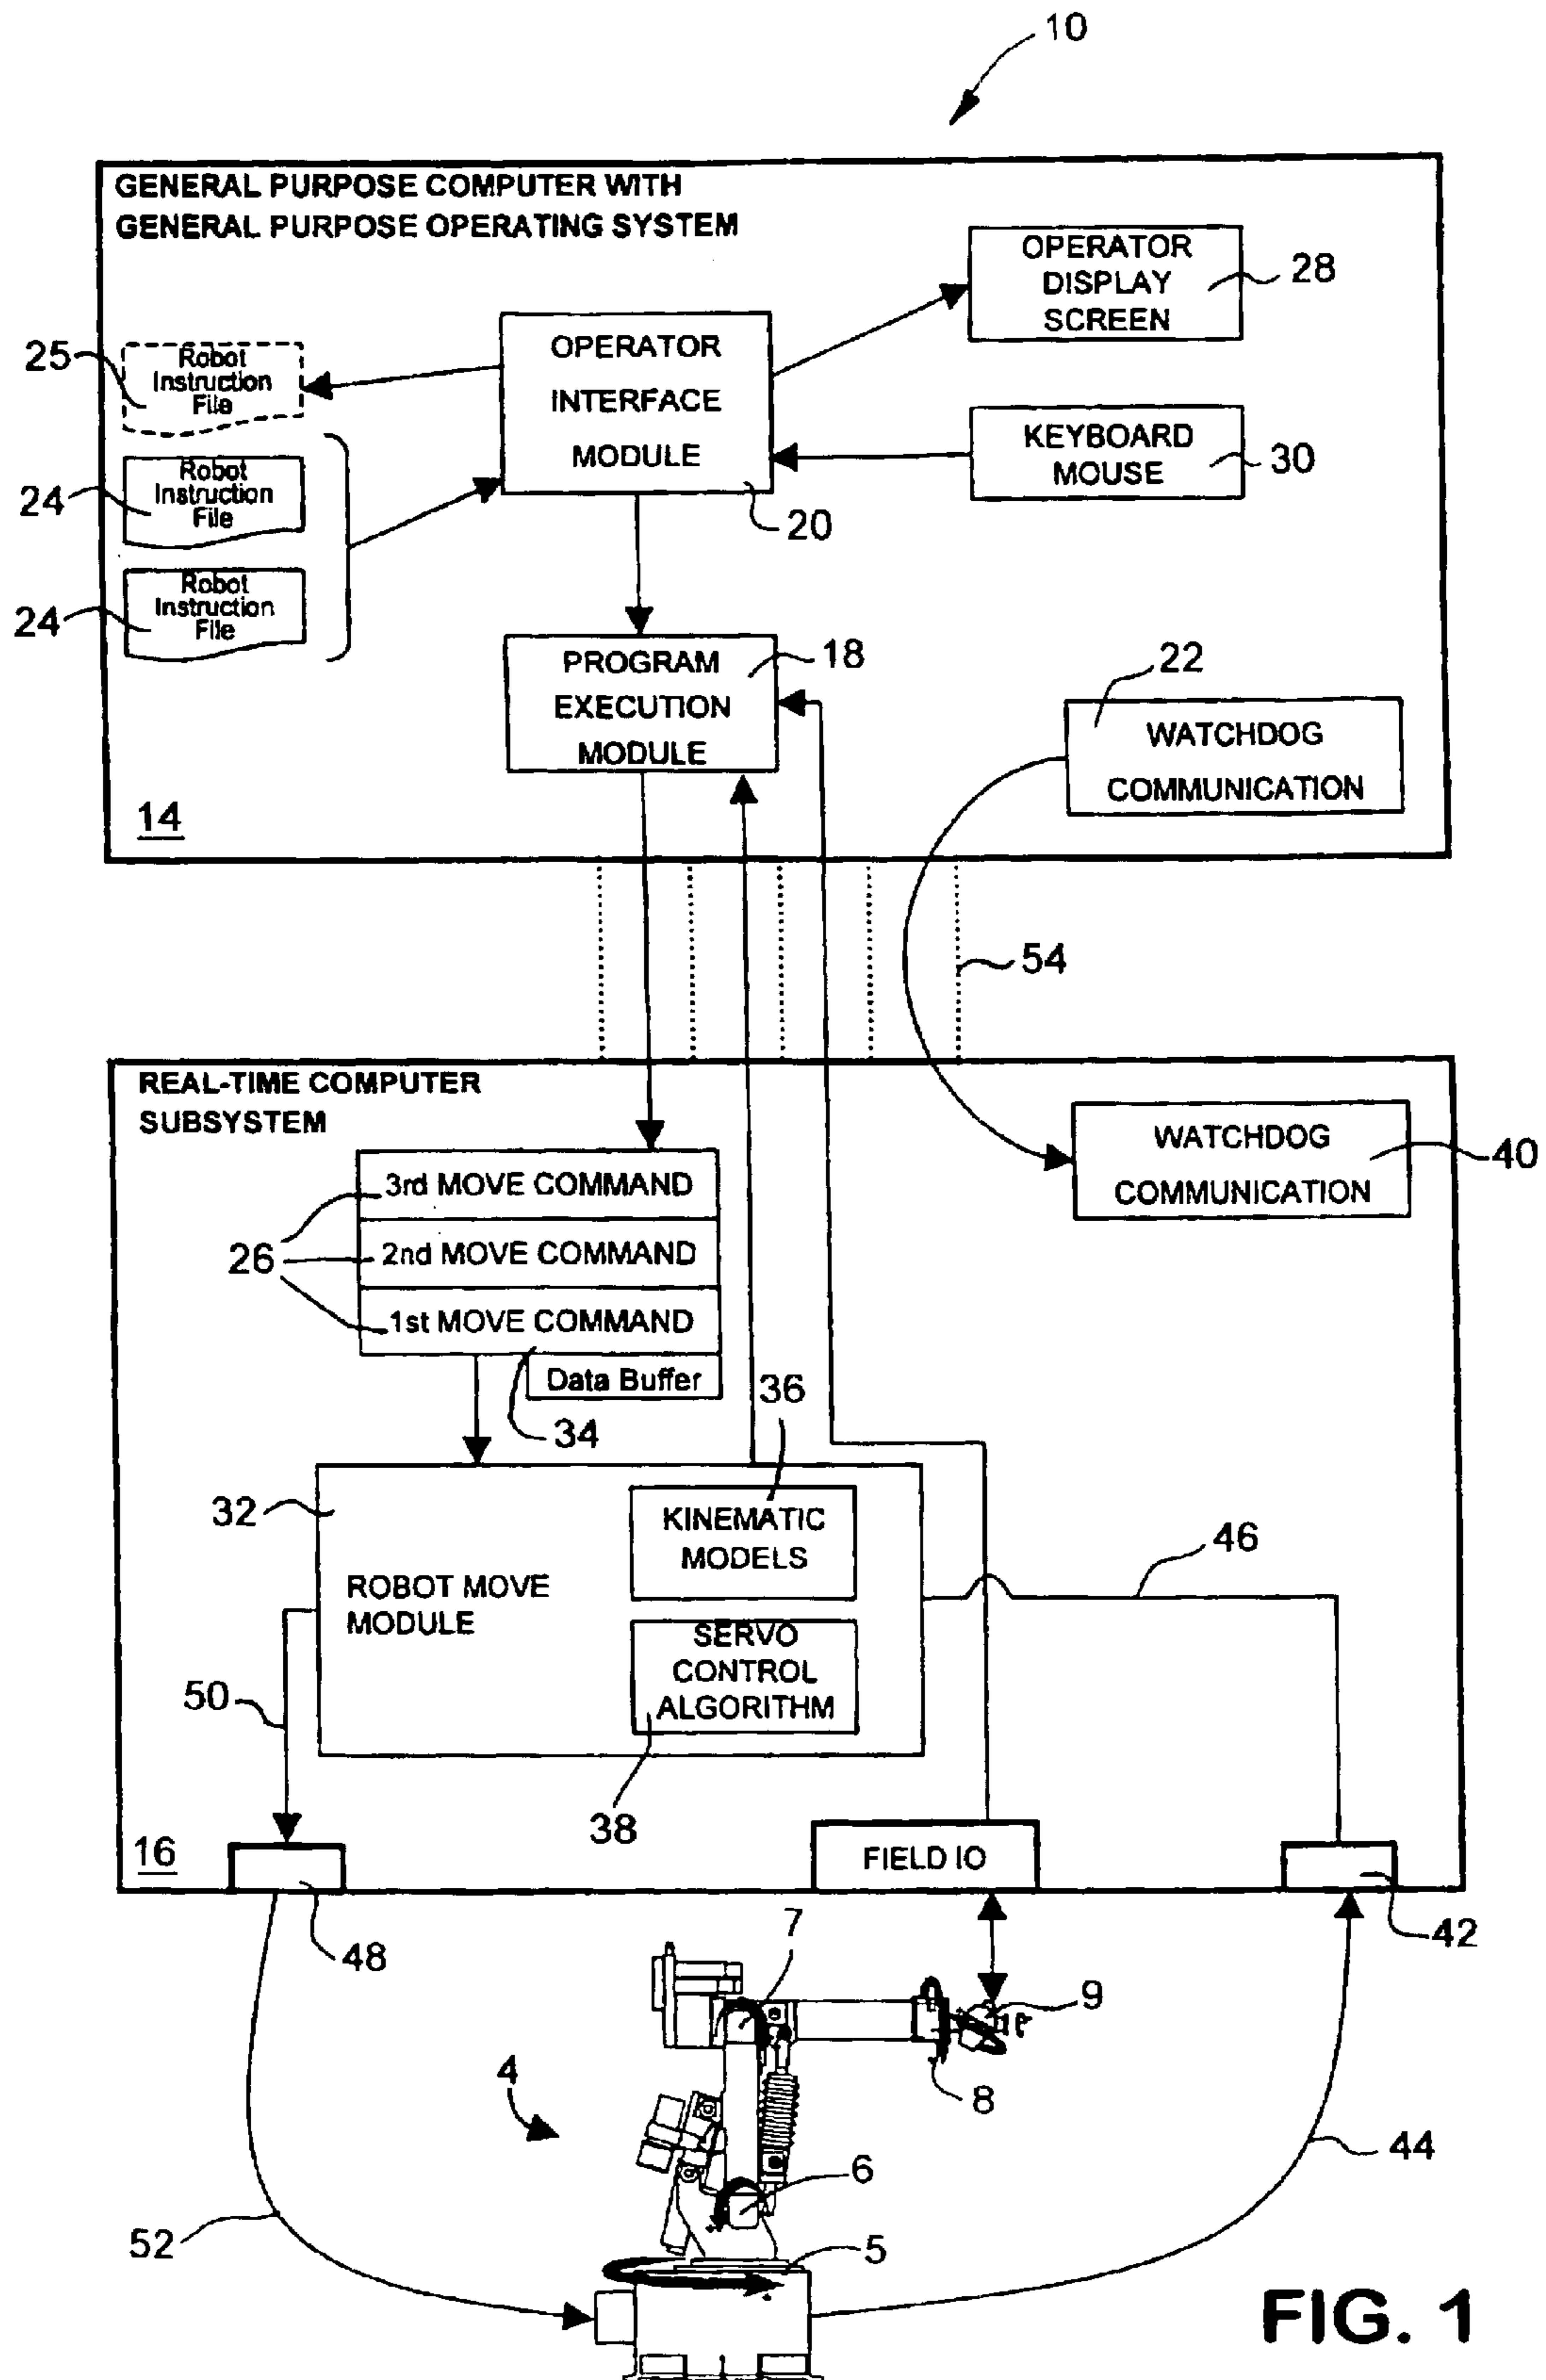 10
GENERAL PURPOSE COMPUTER WITH
GENERAL PURPOSE OPERATING SYSTEM
OPERATOR
DISPLAY
SCREEN
28
25
Robot
Instruction
File
OPERATOR
INTERFACE
MODULE
20
KEYBOARD
MOUSE
30
24
Robot
Instruction
File
24
Robot
Instruction
File
PROGRAM
EXECUTION
MODULE
18
22
WATCHDOG
COMMUNICATION
14
54
REAL-TIME COMPUTER
SUBSYSTEM
WATCHDOG
COMMUNICATION
40
26
3rd MOVE COMMAND
2nd MOVE COMMAND
1st MOVE COMMAND
Data Buffer
34
36
32
ROBOT MOVE
MODULE
KINEMATIC
MODELS
SERVO
CONTROL
ALGORITHM
38
46
50
16
48
FIELD IO
42
7
9
8
4
6
5
44
52
FIG. 1